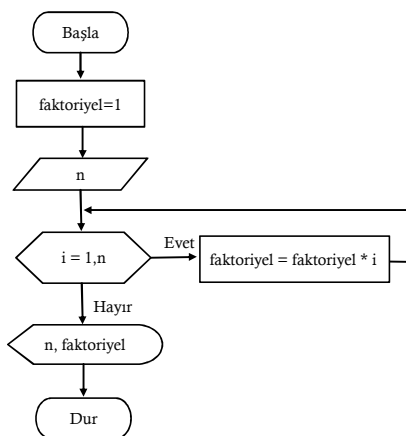 Başla
faktoriyel=1
n
i = 1,n
Evet
faktoriyel = faktoriyel * i
Hayır
n, faktoriyel
Dur